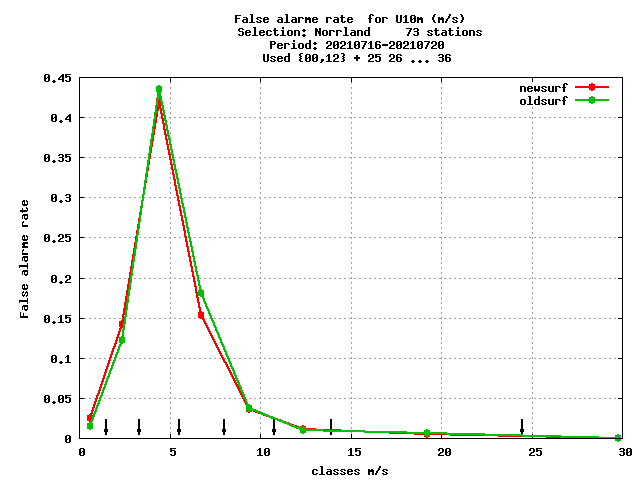 False alarme rate  for U10m (m/s)
Selection: Norrland     73 stations
Period: 20210716-20210720
Used {00,12} + 25 26 ... 36
newsurf
oldsurf
False alarme rate
0.45
0.4
0.35
0.3
0.25
0.2
0.15
0.1
0.05
0
0 5 10 15 20 25 30
classes m/s